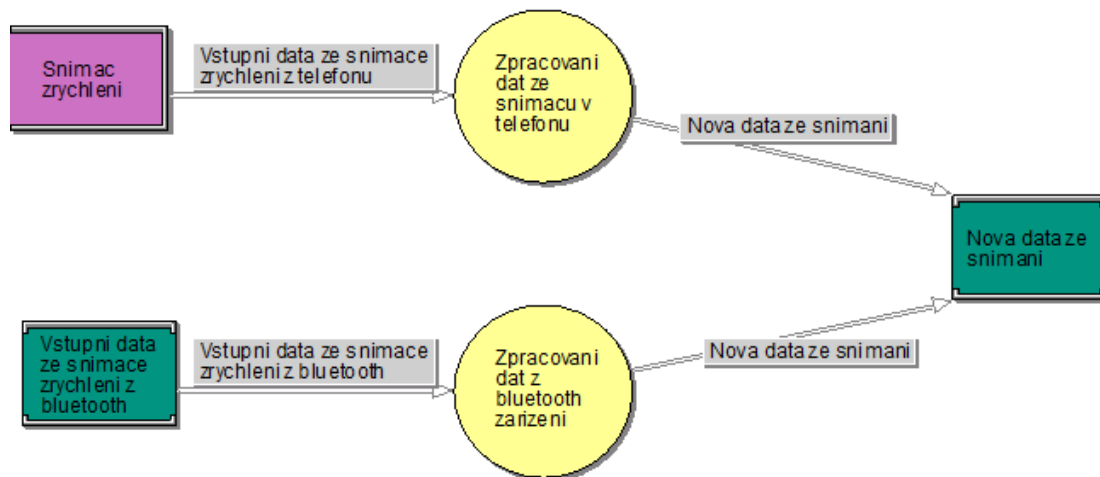 Snimac
zrychleni
Vstupni data ze snimace
zrychleni z telefonu
Zpracovani
dat ze
snimacu v
telefonu
Nova data ze snimani
Nova data ze
snimani
Vstupni data
ze snimace
zrychleni z
bluetooth
Vstupni data ze snimace
zrychleni z bluetooth
Zpracovani
dat z
bluetooth
zarizeni
Nova data ze snimani